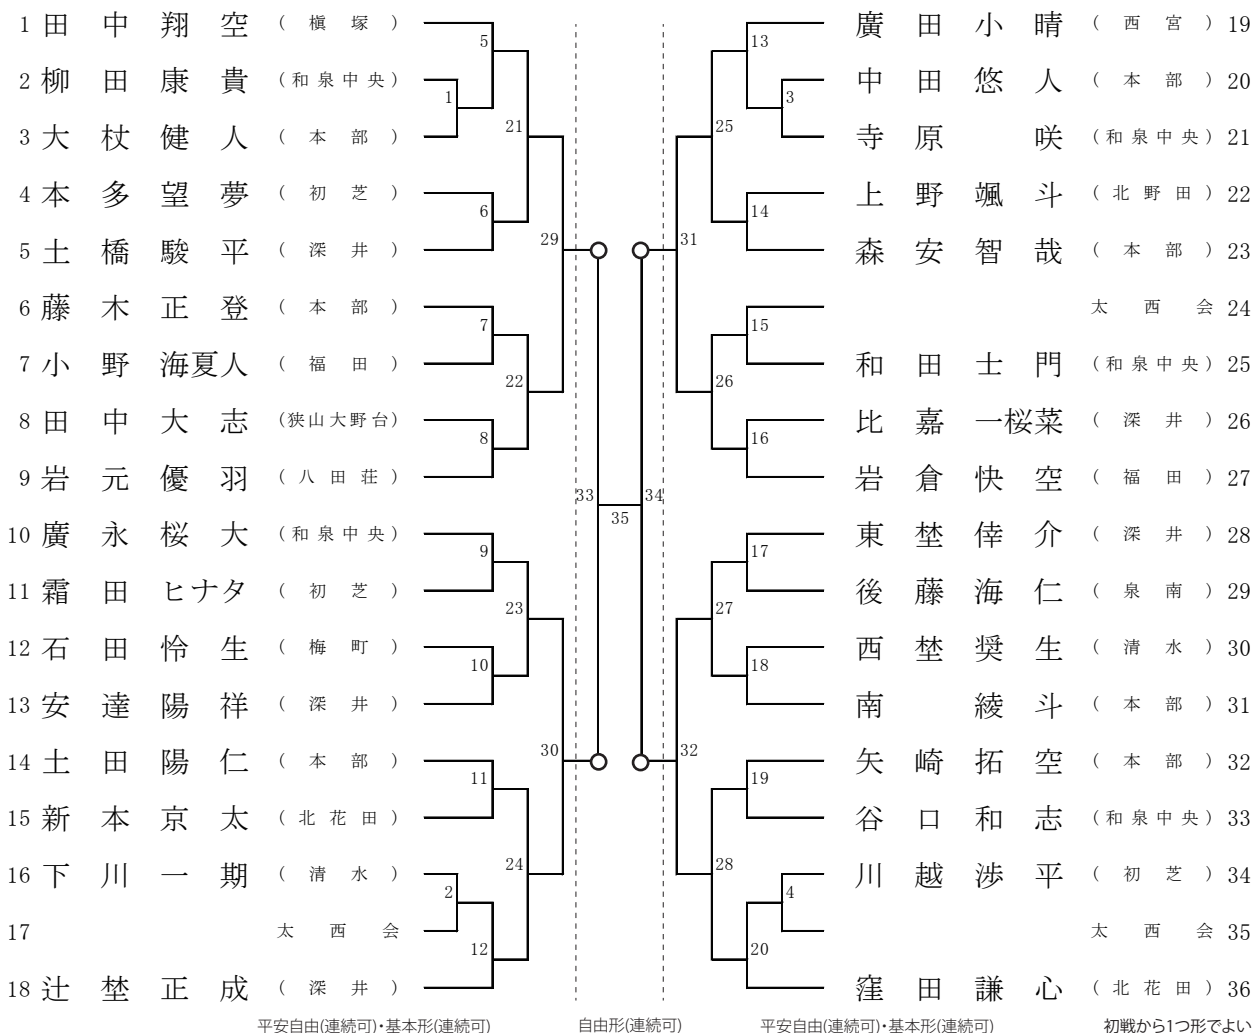 1 田中翔空 (槇塚)
2 柳田康貴 (和泉中央)
3 大杖健人 (本部)
4 本多望夢 (初芝)
5 土橋駿平 (深井)
6 藤木正登 (本部)
7 小野海夏人 (福田)
8 田中大志 (狭山大野台)
9 岩元優羽 (八田荘)
10 廣永桜大 (和泉中央)
11 霜田ヒナタ (初芝)
12 石田怜生 (梅町)
13 安達陽祥 (深井)
14 土田陽仁 (本部)
15 新本京太 (北花田)
16 下川一期 (清水)
17 太西会
18 辻埜正成 (深井)
5
1
21
6
29
7
22
8
33
9
23
10
30
11
24
2
12
35
13
3
25
14
31
15
26
16
34
17
27
18
32
19
28
4
20
廣田小晴 (西宮) 19
中田悠人 (本部) 20
寺原咲 (和泉中央) 21
上野颯斗 (北野田) 22
森安智哉 (本部) 23
太西会 24
和田士門 (和泉中央) 25
比嘉一桜菜 (深井) 26
岩倉快空 (福田) 27
東埜倖介 (深井) 28
後藤海仁 (泉南) 29
西埜奨生 (清水) 30
南綾斗 (本部) 31
矢崎拓空 (本部) 32
谷口和志 (和泉中央) 33
川越渉平 (初芝) 34
太西会 35
窪田謙心 (北花田) 36
平安自由(連続可)・基本形(連続可)
自由形(連続可)
平安自由(連続可)・基本形(連続可)
初戦から1つ形でよい